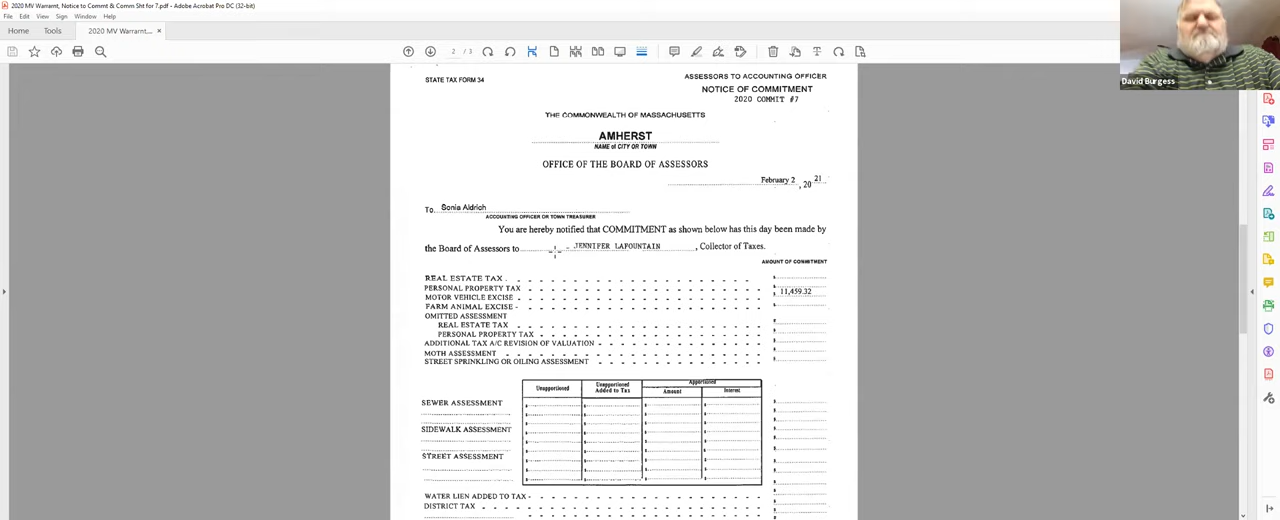 2020 MV Warrarnt, Notice to Commt & Comm Sht for 7.pdf - Adobe Acrobat Pro DC (32-bit)
File Edit View Sign Window Help
Home Tools 2020 MV Warrarnt,... ×
2 / 3
David Burgess
STATE TAX FORM 34
ASSESSORS TO ACCOUNTING OFFICER
NOTICE OF COMMITMENT
2020 COMMIT #7
THE COMMONWEALTH OF MASSACHUSETTS
AMHERST
NAME of CITY OR TOWN
OFFICE OF THE BOARD OF ASSESSORS
February 2, 20 21
To. Sonia Aldrich
ACCOUNTING OFFICER OR TOWN TREASURER
You are hereby notified that COMMITMENT as shown below has this day been made by
the Board of Assessors to JENNIFER LAFOUNTAIN, Collector of Taxes.
AMOUNT OF COMMITMENT
REAL ESTATE TAX
PERSONAL PROPERTY TAX
$ 11,459.32
MOTOR VEHICLE EXCISE
FARM ANIMAL EXCISE
OMITTED ASSESSMENT
REAL ESTATE TAX
PERSONAL PROPERTY TAX
ADDITIONAL TAX A/C REVISION OF VALUATION
MOTH ASSESSMENT
STREET SPRINKLING OR OILING ASSESSMENT
Unapportioned Unapportioned Added to Tax Apportioned
Amount Interest
SEWER ASSESSMENT
SIDEWALK ASSESSMENT
STREET ASSESSMENT
WATER LIEN ADDED TO TAX
DISTRICT TAX